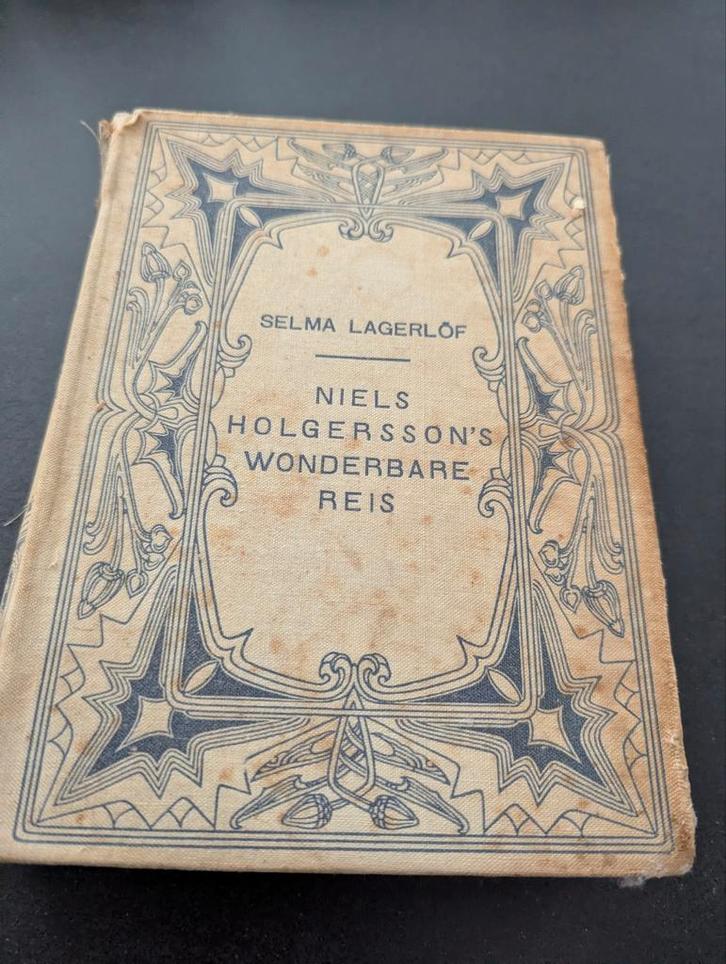 SELMA LAGERLÖF
NIELS
HOLGERSSON'S
WONDERBARE
REIS